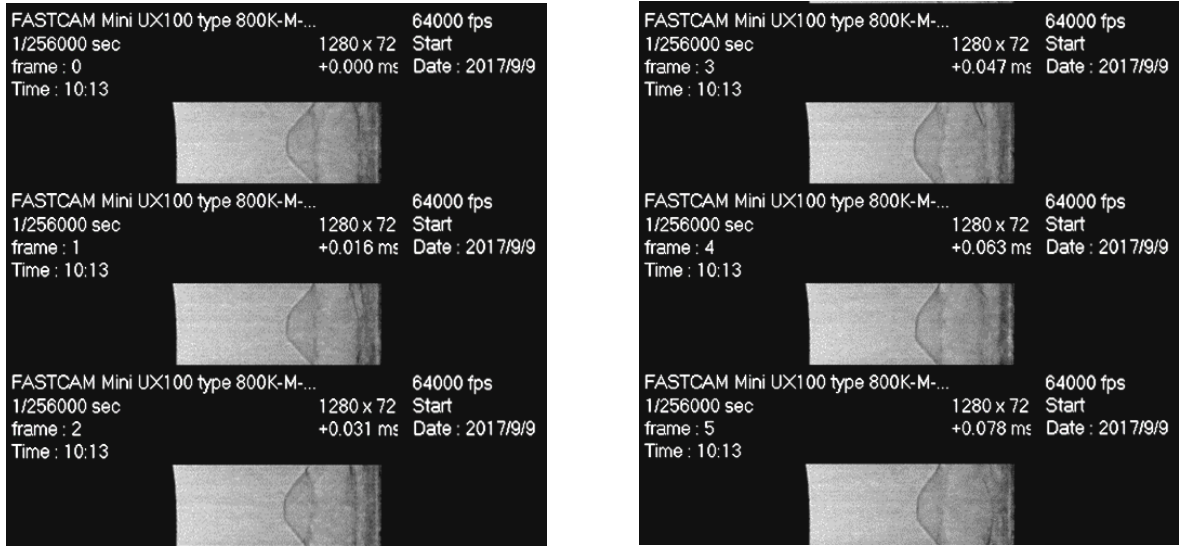 FASTCAM Mini UX100 type 800K-M-... 64000 fps
1/256000 sec 1280 x 72 Start
frame : 0 +0.000 ms Date : 2017/9/9
Time : 10:13
FASTCAM Mini UX100 type 800K-M-... 64000 fps
1/256000 sec 1280 x 72 Start
frame : 1 +0.016 ms Date : 2017/9/9
Time : 10:13
FASTCAM Mini UX100 type 800K-M-... 64000 fps
1/256000 sec 1280 x 72 Start
frame : 2 +0.031 ms Date : 2017/9/9
Time : 10:13
FASTCAM Mini UX100 type 800K-M-... 64000 fps
1/256000 sec 1280 x 72 Start
frame : 3 +0.047 ms Date : 2017/9/9
Time : 10:13
FASTCAM Mini UX100 type 800K-M-... 64000 fps
1/256000 sec 1280 x 72 Start
frame : 4 +0.063 ms Date : 2017/9/9
Time : 10:13
FASTCAM Mini UX100 type 800K-M-... 64000 fps
1/256000 sec 1280 x 72 Start
frame : 5 +0.078 ms Date : 2017/9/9
Time : 10:13